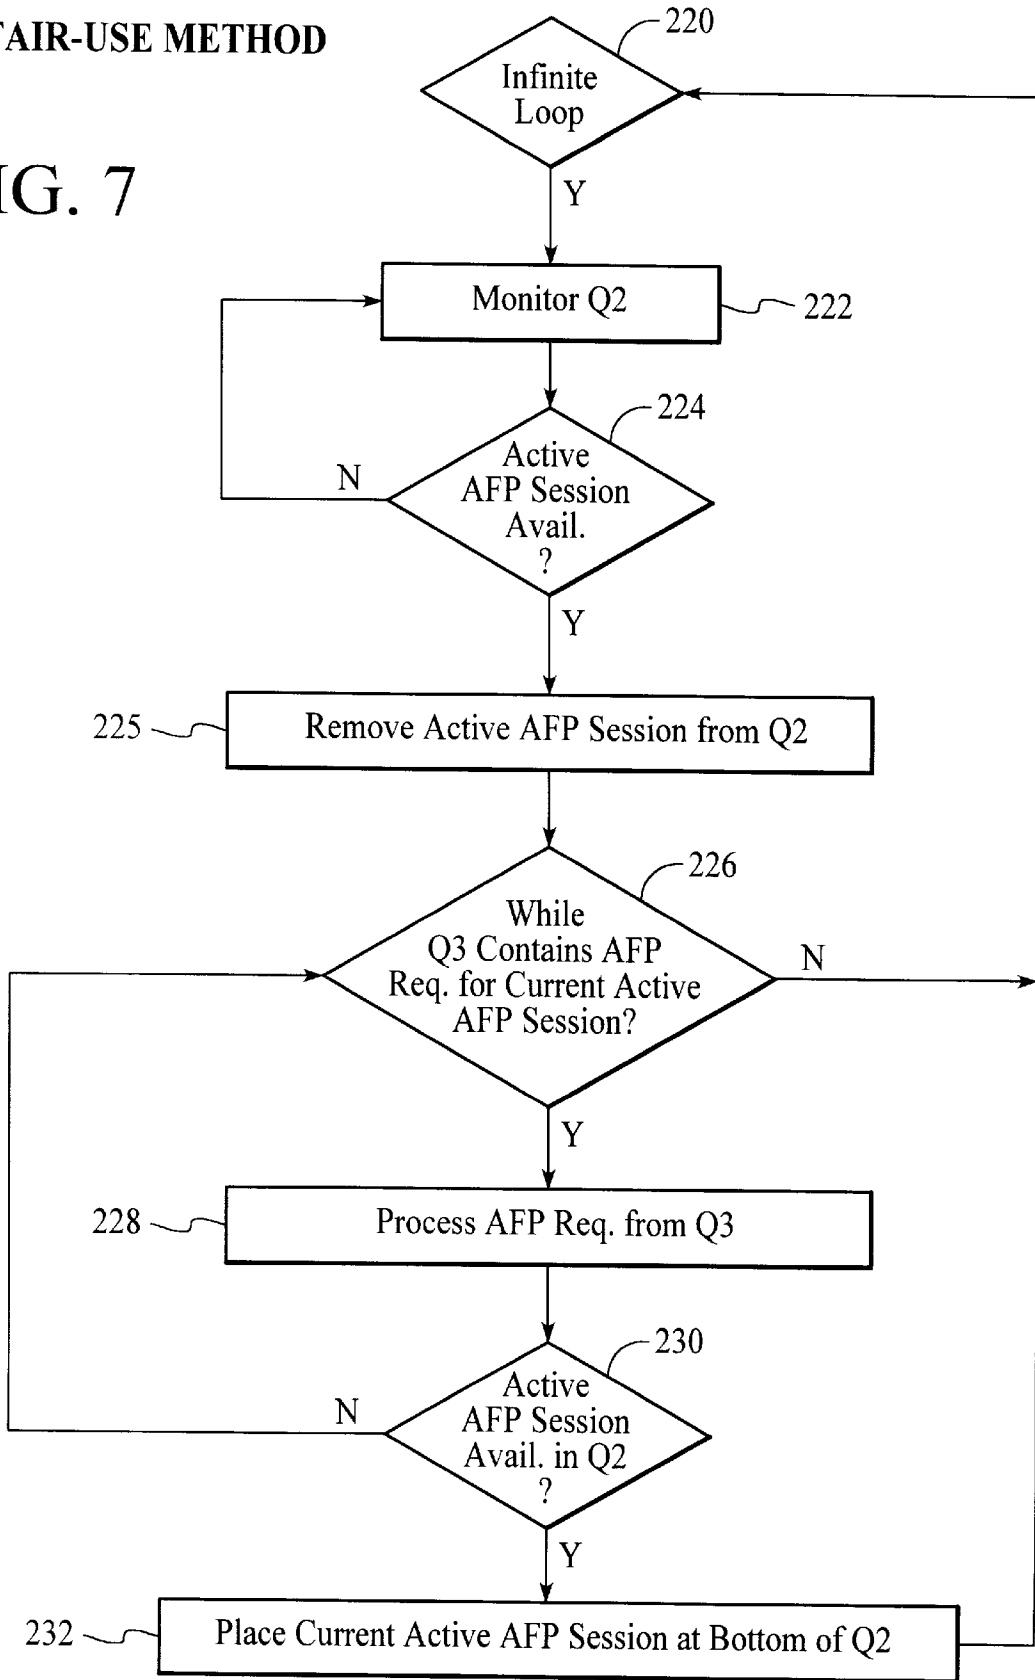 FAIR-USE METHOD
FIG. 7
220
Infinite
Loop
Y
Monitor Q2
222
224
Active
AFP Session
Avail.
?
N
Y
225
Remove Active AFP Session from Q2
226
While
Q3 Contains AFP
Req. for Current Active
AFP Session?
N
Y
228
Process AFP Req. from Q3
230
Active
AFP Session
Avail. in Q2
?
N
Y
232
Place Current Active AFP Session at Bottom of Q2